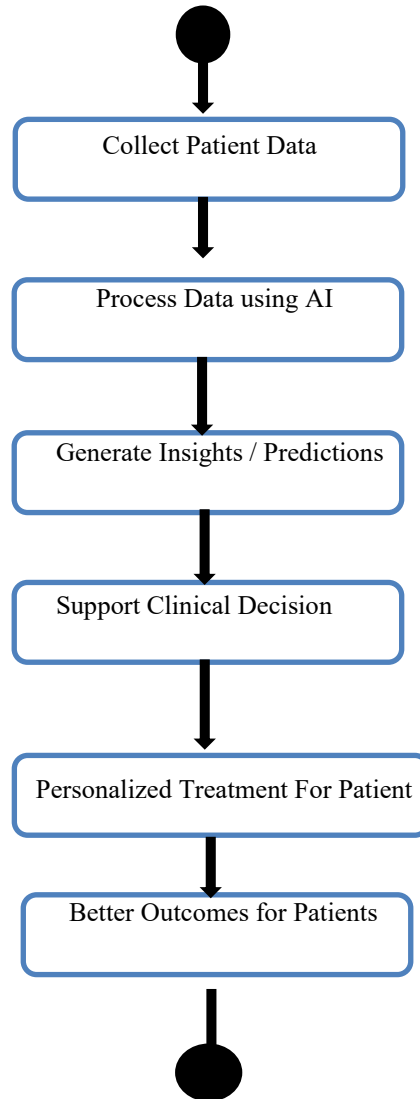 Collect Patient Data
Process Data using AI
Generate Insights / Predictions
Support Clinical Decision
Personalized Treatment For Patient
Better Outcomes for Patients